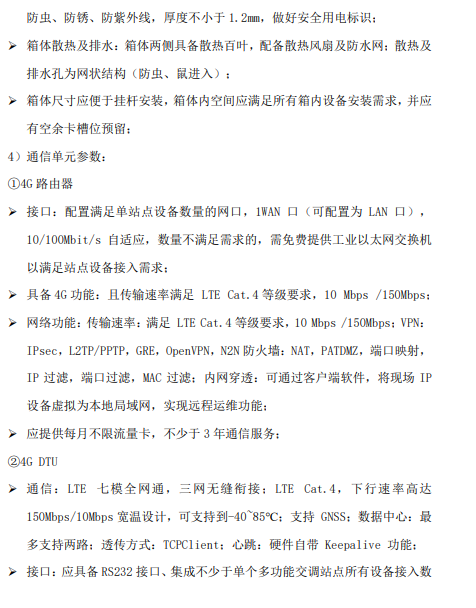 防虫、防锈、防紫外线，厚度不小于 1.2mm，做好安全用电标识；
➢ 箱体散热及排水：箱体两侧具备散热百叶，配备散热风扇及防水网；散热及
排水孔为网状结构（防虫、鼠进入）；
➢ 箱体尺寸应便于挂杆安装，箱体内空间应满足所有箱内设备安装需求，并应
有空余卡槽位预留；
4）通信单元参数：
①4G 路由器
➢ 接口：配置满足单站点设备数量的网口，1WAN 口（可配置为 LAN 口），
10/100Mbit/s 自适应，数量不满足需求的，需免费提供工业以太网交换机
以满足站点设备接入需求；
➢ 具备 4G 功能：且传输速率满足 LTE Cat.4 等级要求，10 Mbps /150Mbps；
➢ 网络功能：传输速率：满足 LTE Cat.4 等级要求，10 Mbps /150Mbps；VPN：
IPsec，L2TP/PPTP，GRE，OpenVPN，N2N 防火墙：NAT，PATDMZ，端口映射，
IP 过滤，端口过滤，MAC 过滤；内网穿透：可通过客户端软件，将现场 IP
设备虚拟为本地局域网，实现远程运维功能；
➢ 应提供每月不限流量卡，不少于 3 年通信服务；
②4G DTU
➢ 通信：LTE 七模全网通，三网无缝衔接；LTE Cat.4，下行速率高达
150Mbps/10Mbps 宽温设计，可支持到-40~85℃；支持 GNSS；数据中心：最
多支持两路；透传方式：TCPClient；心跳：硬件自带 Keepalive 功能；
➢ 接口：应具备 RS232 接口、集成不少于单个多功能交调站点所有设备接入数